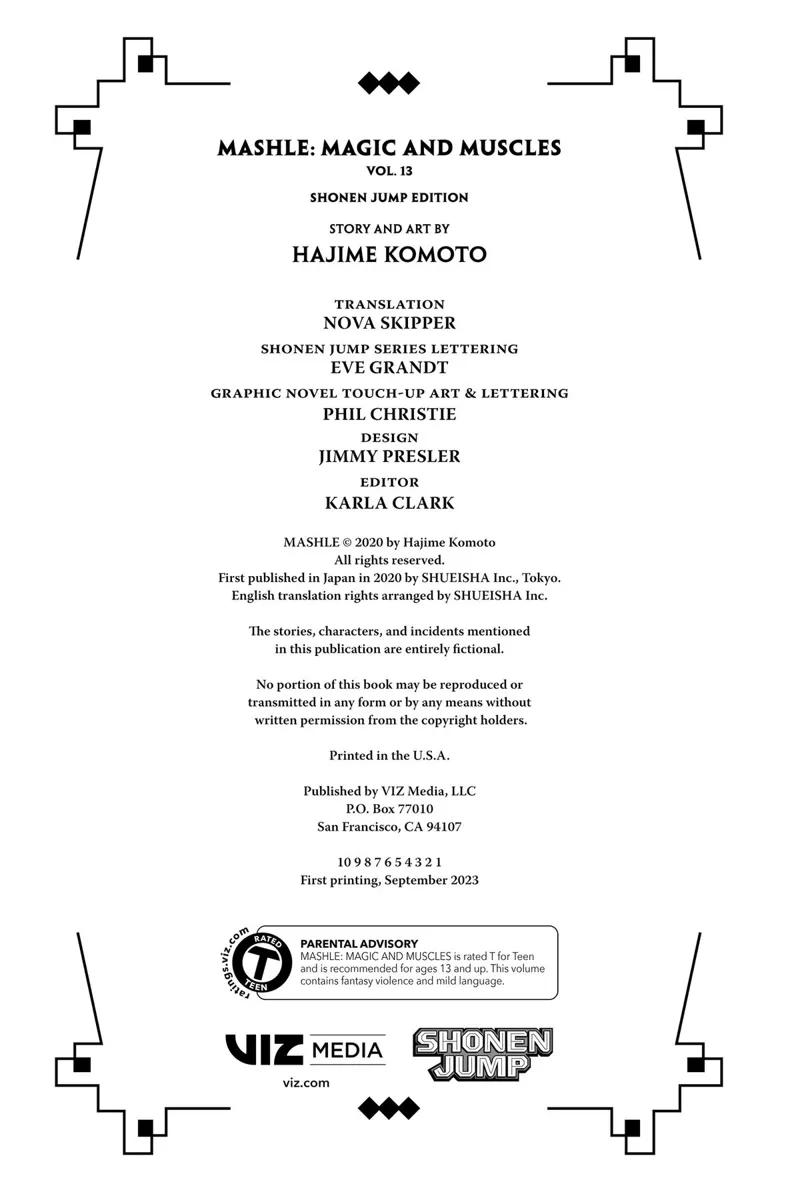 MASHLE: MAGIC AND MUSCLES
VOL. 13
SHONEN JUMP EDITION
STORY AND ART BY
HAJIME KOMOTO
TRANSLATION
NOVA SKIPPER
SHONEN JUMP SERIES LETTERING
EVE GRANDT
GRAPHIC NOVEL TOUCH-UP ART & LETTERING
PHIL CHRISTIE
DESIGN
JIMMY PRESLER
EDITOR
KARLA CLARK
MASHLE © 2020 by Hajime Komoto
All rights reserved.
First published in Japan in 2020 by SHUEISHA Inc., Tokyo.
English translation rights arranged by SHUEISHA Inc.
The stories, characters, and incidents mentioned
in this publication are entirely fictional.
No portion of this book may be reproduced or
transmitted in any form or by any means without
written permission from the copyright holders.
Printed in the U.S.A.
Published by VIZ Media, LLC
P.O. Box 77010
San Francisco, CA 94107
10 9 8 7 6 5 4 3 2 1
First printing, September 2023
ratings.viz.com
RATED
T
TEEN
PARENTAL ADVISORY
MASHLE: MAGIC AND MUSCLES is rated T for Teen
and is recommended for ages 13 and up. This volume
contains fantasy violence and mild language.
VIZ MEDIA
viz.com
SHONEN
JUMP